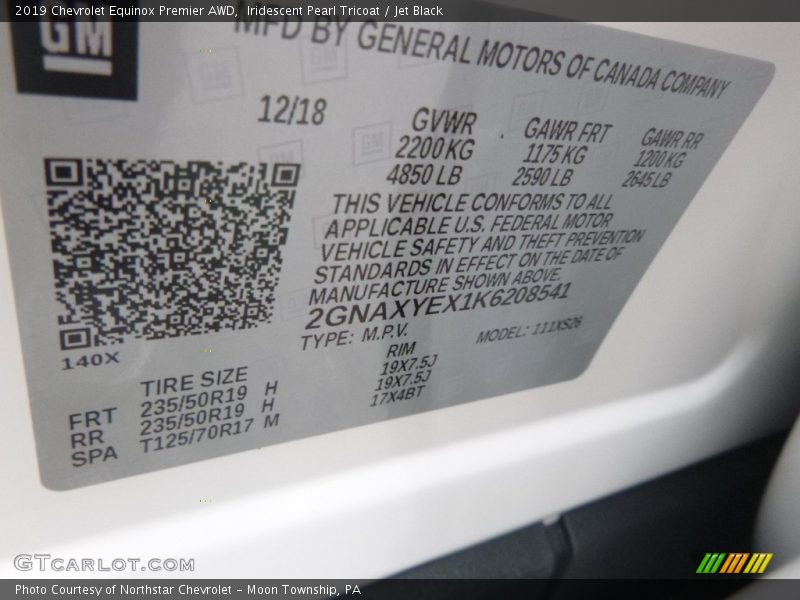 2019 Chevrolet Equinox Premier AWD, Iridescent Pearl Tricoat / Jet Black
GM
MFD BY GENERAL MOTORS OF CANADA COMPANY
12/18
GVWR
2200 KG
4850 LB
GAWR FRT
1175 KG
2590 LB
GAWR RR
1200 KG
2645 LB
THIS VEHICLE CONFORMS TO ALL
APPLICABLE U.S. FEDERAL MOTOR
VEHICLE SAFETY AND THEFT PREVENTION
STANDARDS IN EFFECT ON THE DATE OF
MANUFACTURE SHOWN ABOVE.
2GNAXYEX1K6208541
TYPE: M.P.V. MODEL: 111XS26
140X
TIRE SIZE RIM
FRT 235/50R19 H 19X7.5J
RR 235/50R19 H 19X7.5J
SPA T125/70R17 M 17X4BT
GTCARLOT.COM
Photo Courtesy of Northstar Chevrolet - Moon Township, PA